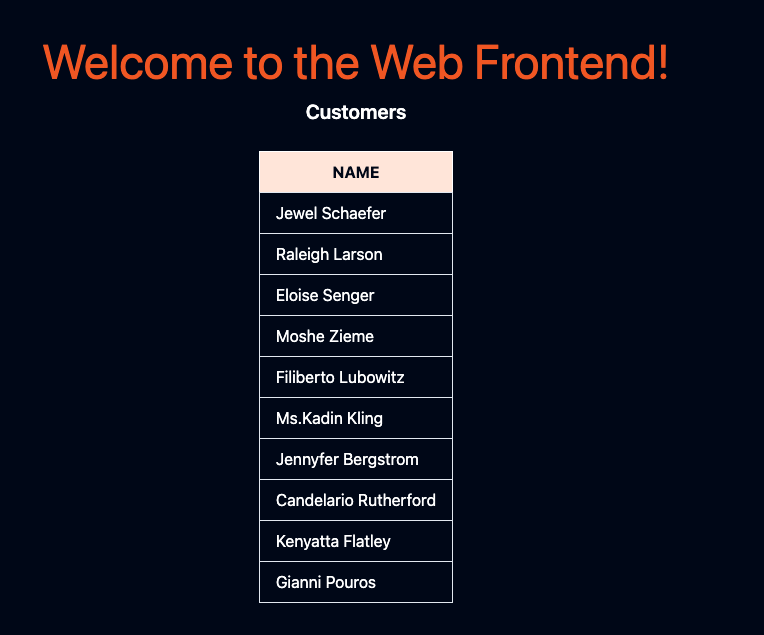 Welcome to the Web Frontend!
Customers
NAME
Jewel Schaefer
Raleigh Larson
Eloise Senger
Moshe Zieme
Filiberto Lubowitz
Ms.Kadin Kling
Jennyfer Bergstrom
Candelario Rutherford
Kenyatta Flatley
Gianni Pouros